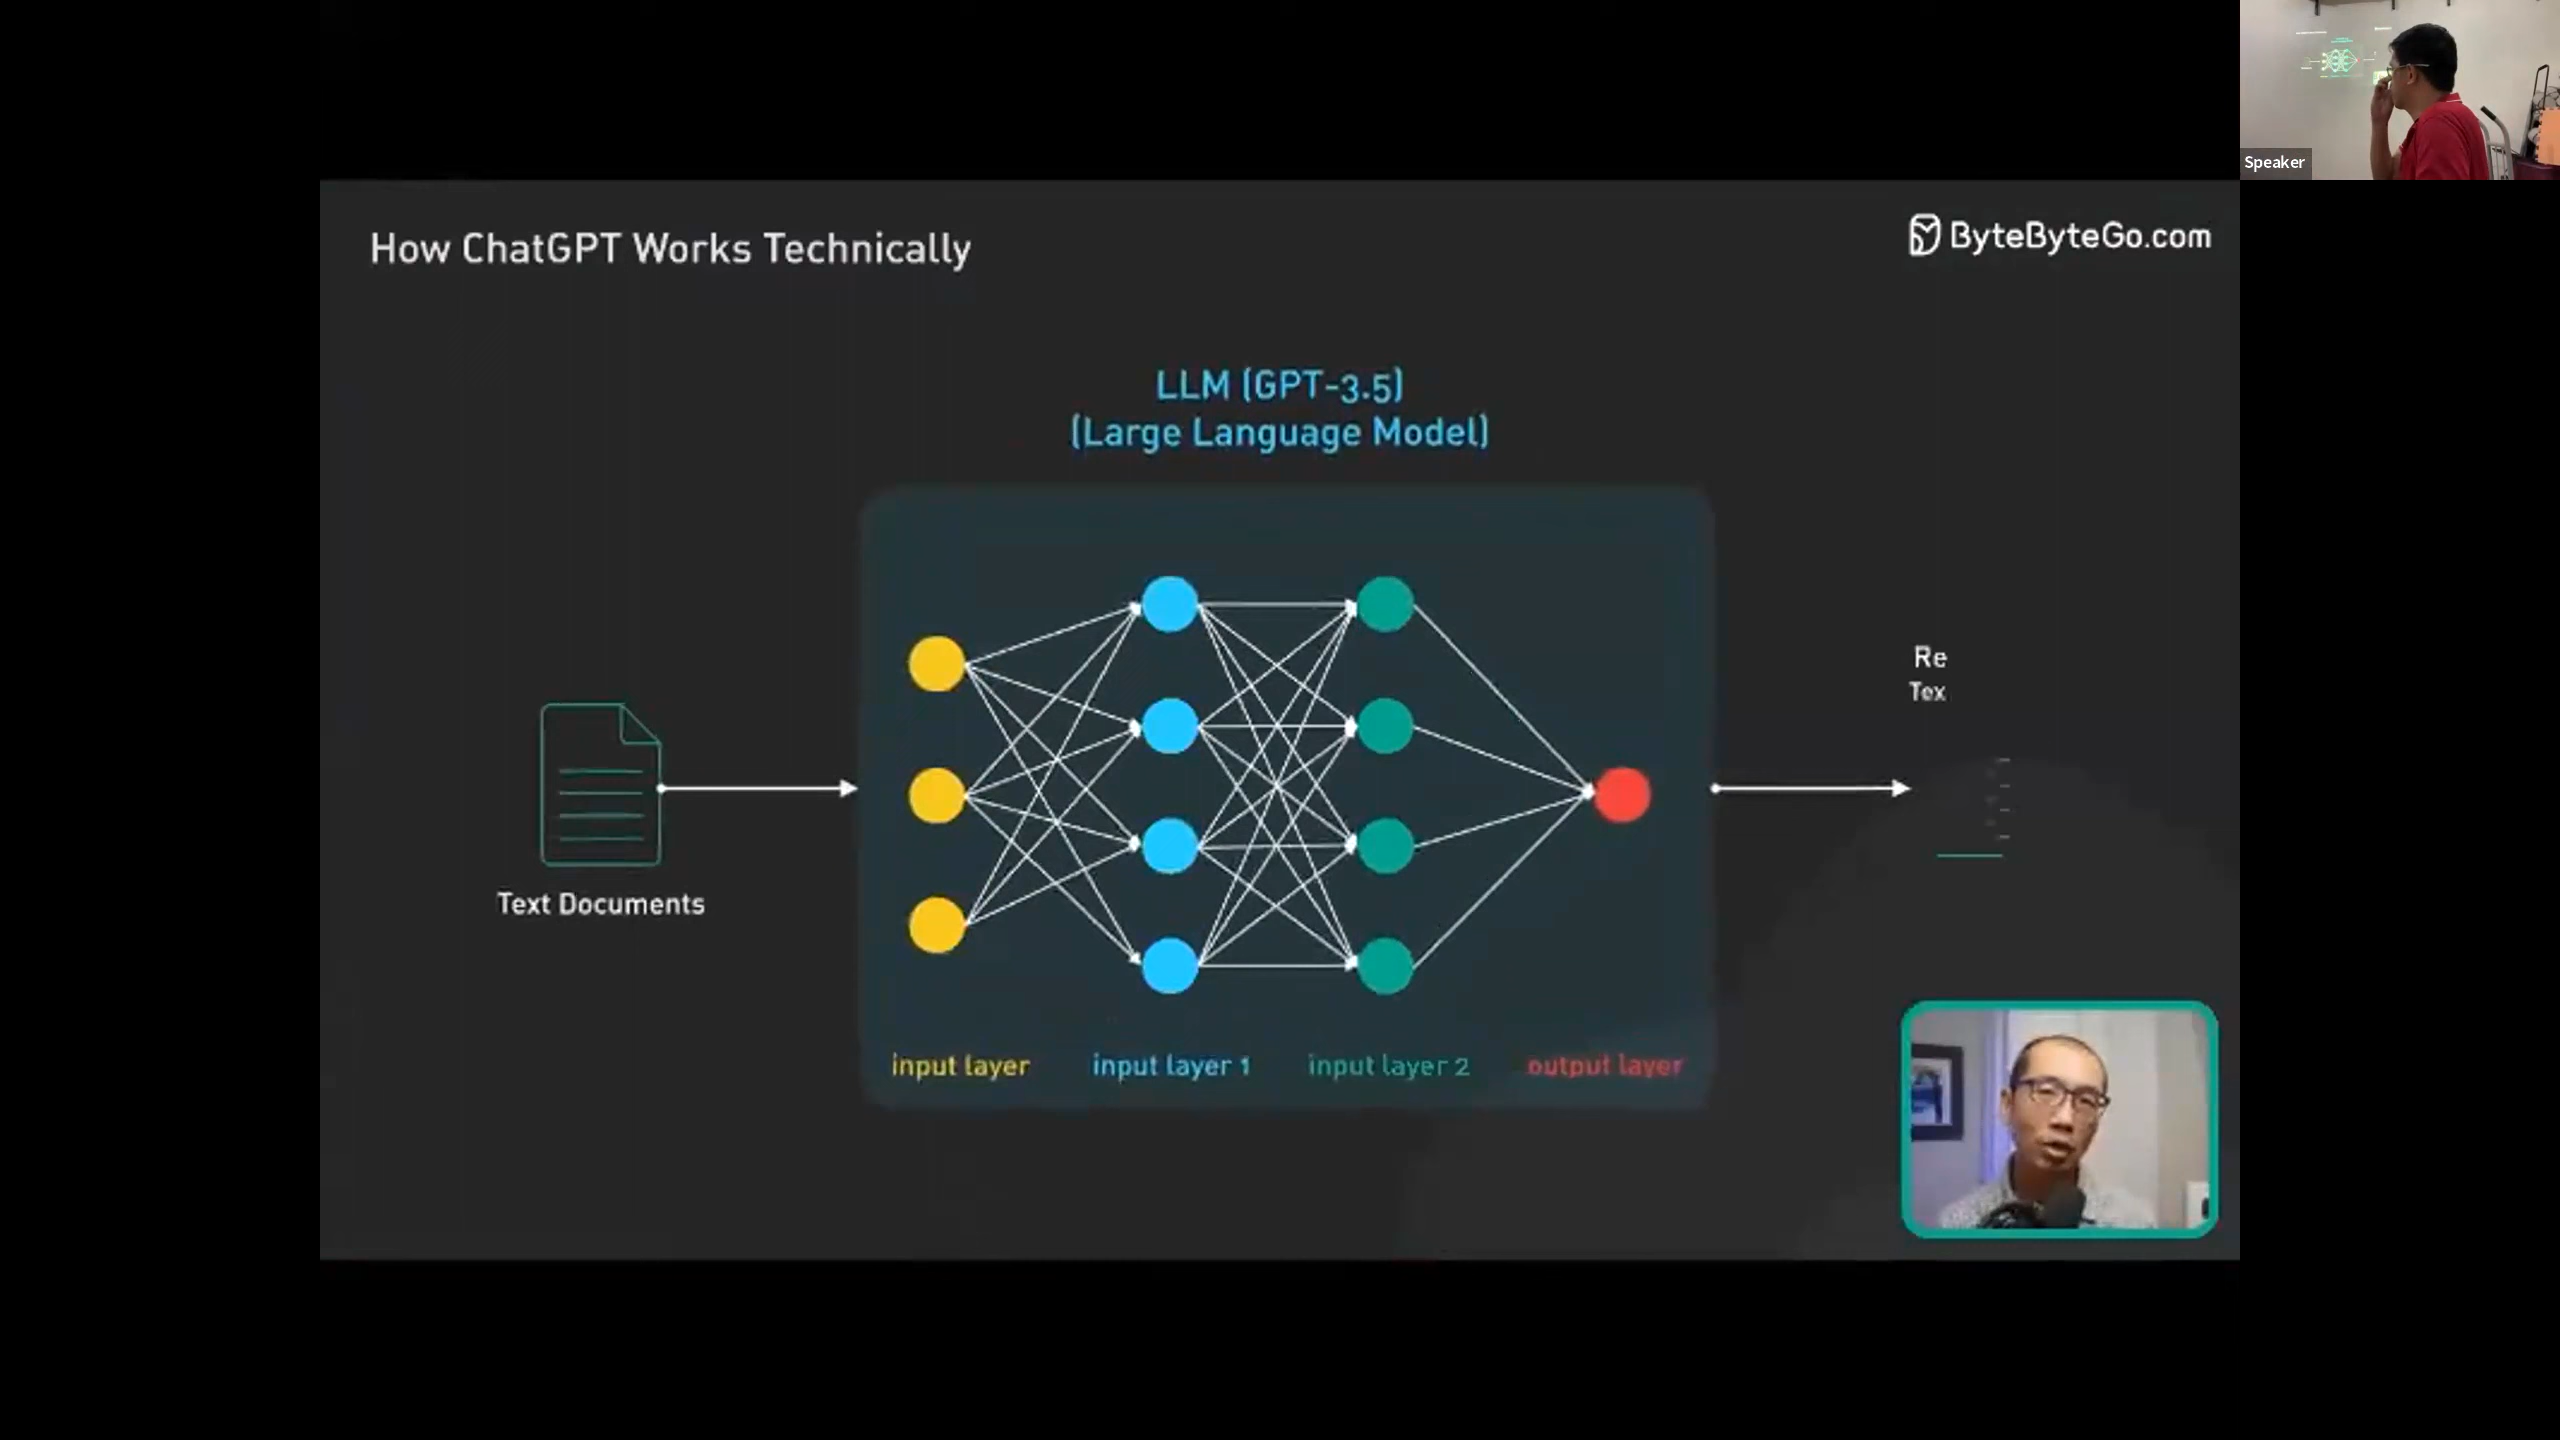 Speaker
How ChatGPT Works Technically
ByteByteGo.com
LLM (GPT-3.5)
(Large Language Model)
Re
Tex
Text Documents
input layer
input layer 1
input layer 2
output layer